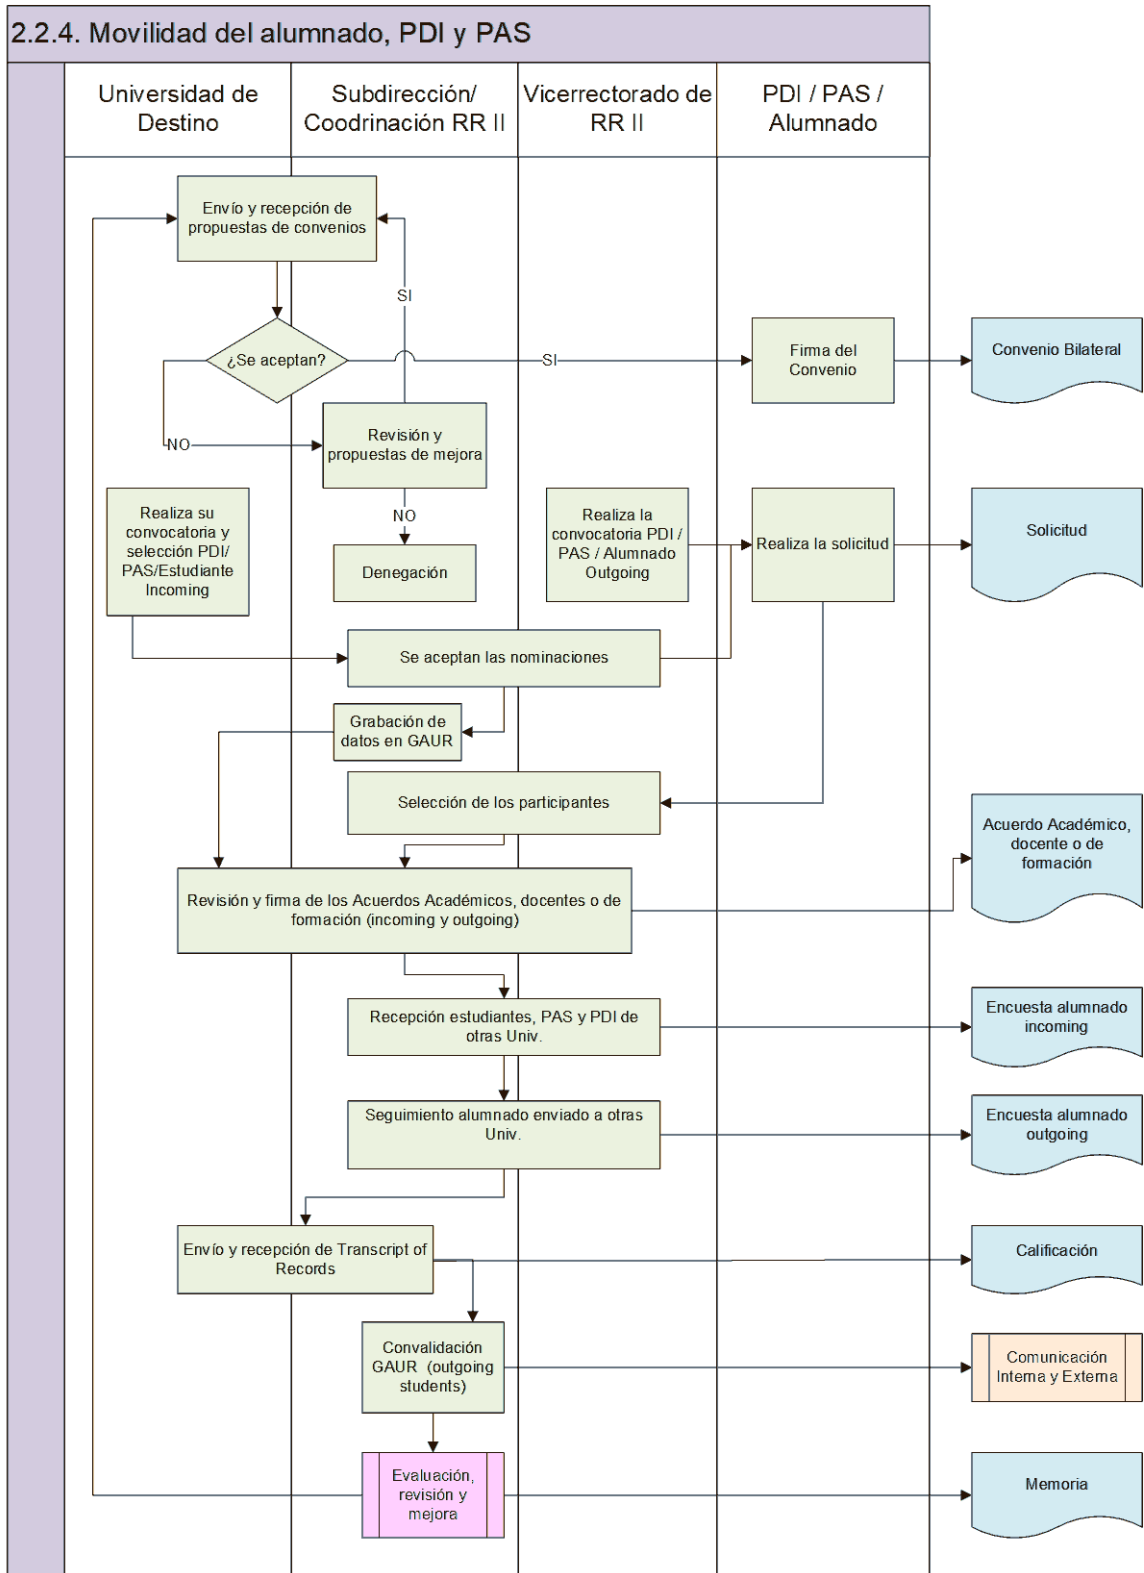 2.2.4. Movilidad del alumnado, PDI y PAS
Universidad de
Destino
Subdirección/
Coodrinación RR II
Vicerrectorado de
RR II
PDI / PAS /
Alumnado
Envío y recepción de
propuestas de convenios
SI
¿Se aceptan?
SI
Firma del
Convenio
Convenio Bilateral
NO
Revisión y
propuestas de mejora
Realiza su
convocatoria y
selección PDI/
PAS/Estudiante
Incoming
NO
Denegación
Realiza la
convocatoria PDI /
PAS / Alumnado
Outgoing
Realiza la solicitud
Solicitud
Se aceptan las nominaciones
Grabación de
datos en GAUR
Selección de los participantes
Acuerdo Académico,
docente o de
formación
Revisión y firma de los Acuerdos Académicos, docentes o de
formación (incoming y outgoing)
Recepción estudiantes, PAS y PDI de
otras Univ.
Encuesta alumnado
incoming
Seguimiento alumnado enviado a otras
Univ.
Encuesta alumnado
outgoing
Envío y recepción de Transcript of
Records
Calificación
Convalidación
GAUR (outgoing
students)
Comunicación
Interna y Externa
Evaluación,
revisión y
mejora
Memoria